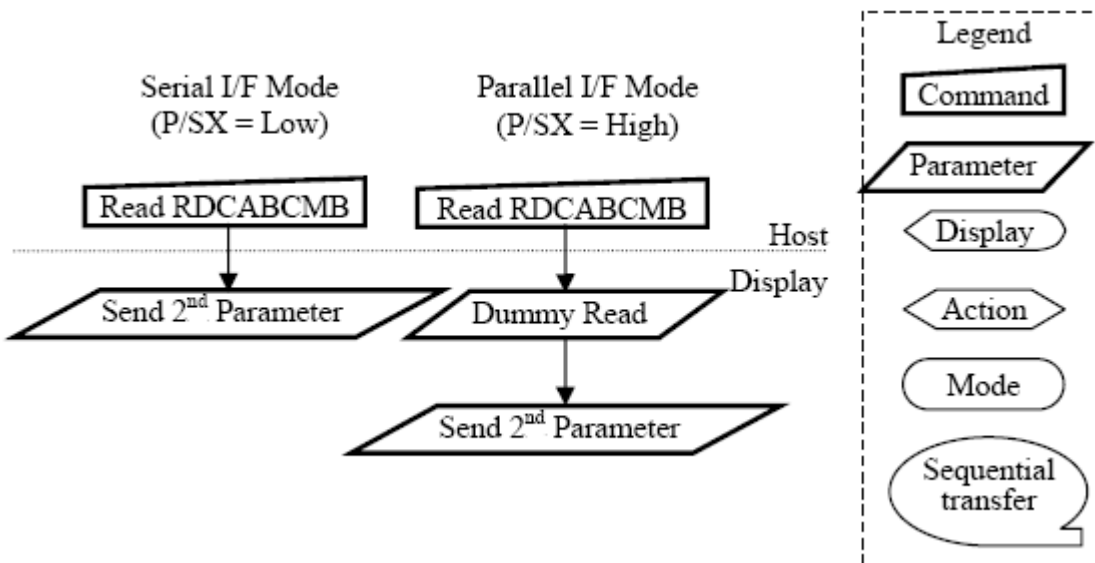 Serial I/F Mode
(P/SX = Low)
Parallel I/F Mode
(P/SX = High)
Read RDCABCMB
Read RDCABCMB
Host
Display
Send 2nd Parameter
Dummy Read
Send 2nd Parameter
Legend
Command
Parameter
Display
Action
Mode
Sequential
transfer